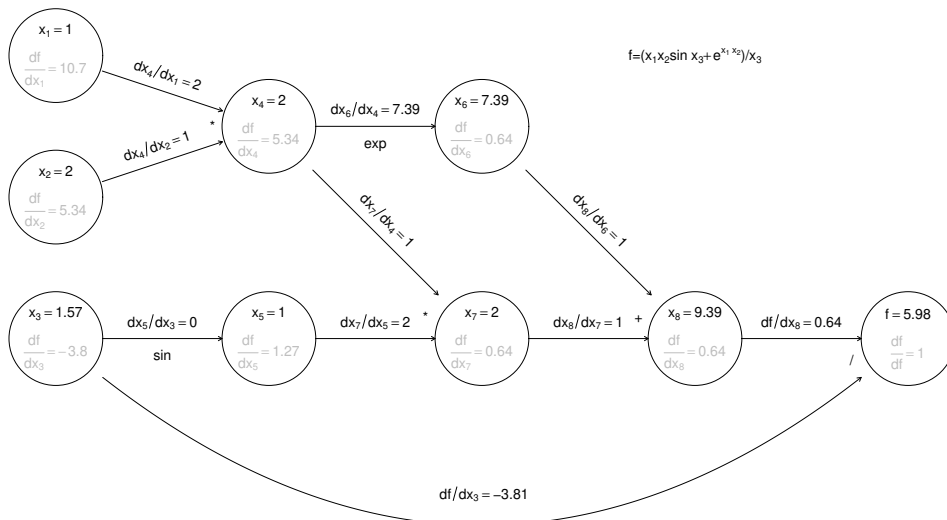 x₁ = 1
df/dx₁ = 10.7
dx₄/dx₁ = 2
x₂ = 2
df/dx₂ = 5.34
dx₄/dx₂ = 1
*
x₄ = 2
df/dx₄ = 5.34
dx₆/dx₄ = 7.39
exp
x₆ = 7.39
df/dx₆ = 0.64
f=(x₁x₂sin x₃+e^{x₁ x₂})/x₃
dx₇/dx₄ = 1
dx₈/dx₆ = 1
x₃ = 1.57
df/dx₃ = −3.8
dx₅/dx₃ = 0
sin
x₅ = 1
df/dx₅ = 1.27
dx₇/dx₅ = 2
*
x₇ = 2
df/dx₇ = 0.64
dx₈/dx₇ = 1
+
x₈ = 9.39
df/dx₈ = 0.64
df/dx₈ = 0.64
/
f = 5.98
df/df = 1
df/dx₃ = −3.81